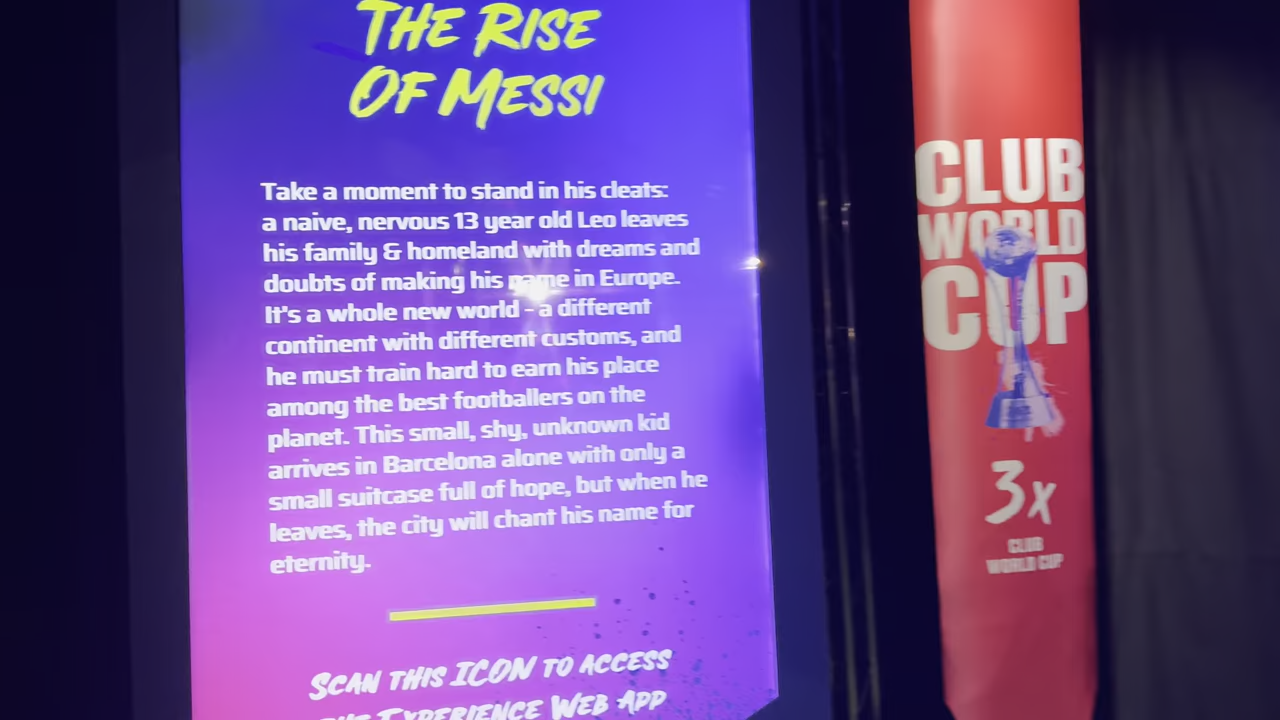 THE RISE
OF MESSI
Take a moment to stand in his cleats:
a naive, nervous 13 year old Leo leaves
his family & homeland with dreams and
doubts of making his name in Europe.
It's a whole new world - a different
continent with different customs, and
he must train hard to earn his place
among the best footballers on the
planet. This small, shy, unknown kid
arrives in Barcelona alone with only a
small suitcase full of hope, but when he
leaves, the city will chant his name for
eternity.
SCAN THIS ICON TO ACCESS
THE EXPERIENCE WEB APP
CLUB
WORLD
CUP
3x
CLUB
WORLD CUP